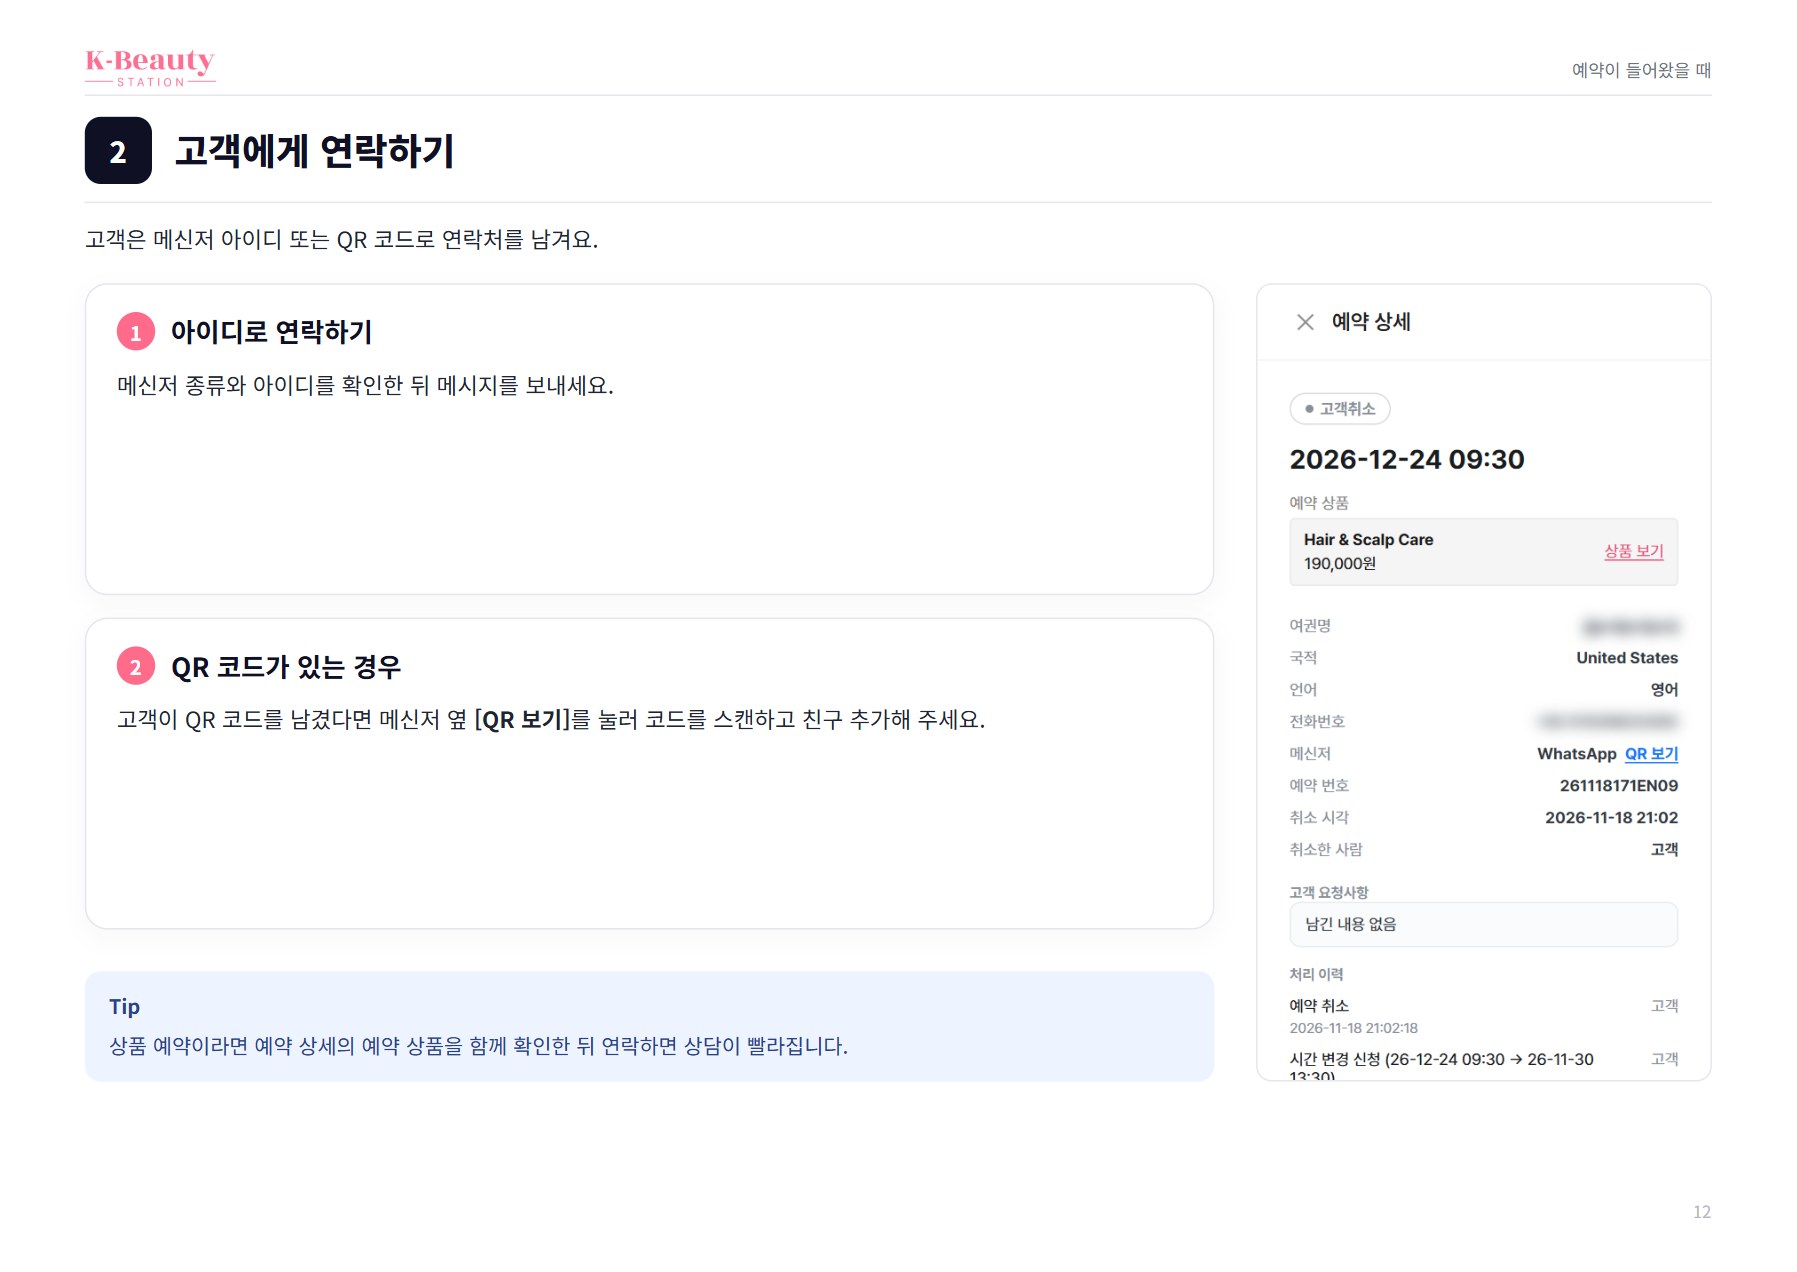 K-Beauty
STATION
예약이 들어왔을 때
2 고객에게 연락하기
고객은 메신저 아이디 또는 QR 코드로 연락처를 남겨요.
1 아이디로 연락하기
메신저 종류와 아이디를 확인한 뒤 메시지를 보내세요.
2 QR 코드가 있는 경우
고객이 QR 코드를 남겼다면 메신저 옆 [QR 보기]를 눌러 코드를 스캔하고 친구 추가해 주세요.
Tip
상품 예약이라면 예약 상세의 예약 상품을 함께 확인한 뒤 연락하면 상담이 빨라집니다.
예약 상세
고객취소
2026-12-24 09:30
예약 상품
Hair & Scalp Care
190,000원
상품 보기
여권명
국적 United States
언어 영어
전화번호
메신저 WhatsApp QR 보기
예약 번호 261118171EN09
취소 시각 2026-11-18 21:02
취소한 사람 고객
고객 요청사항
남긴 내용 없음
처리 이력
예약 취소 고객
2026-11-18 21:02:18
시간 변경 신청 (26-12-24 09:30 → 26-11-30 고객
13:30)
12